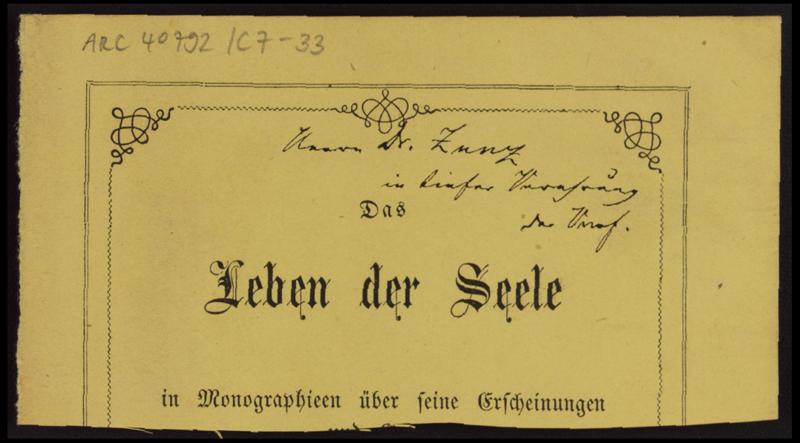 ARC 40792 /C7-33
Herrn Dr. Zunz
in tiefer Verehrung
der Verf.
Das
Leben der Seele
in Monographieen über seine Erscheinungen